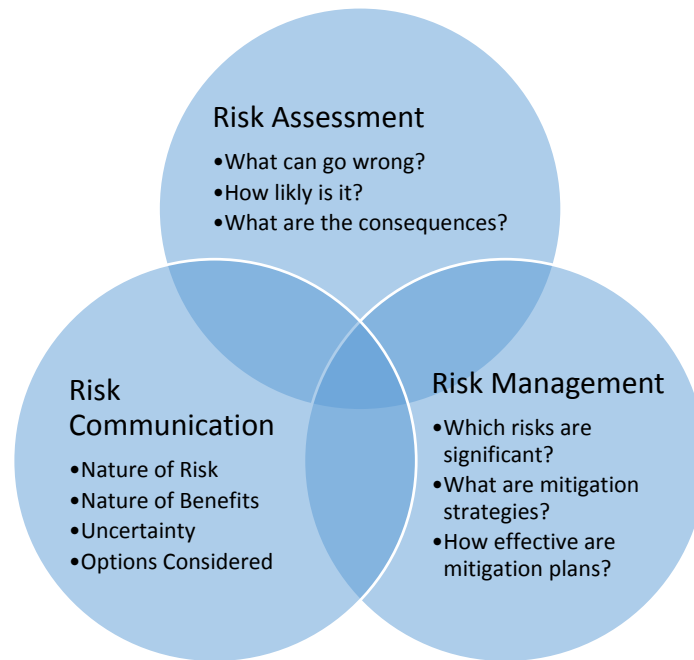 Risk Assessment
•What can go wrong?
•How likly is it?
•What are the consequences?
Risk
Communication
•Nature of Risk
•Nature of Benefits
•Uncertainty
•Options Considered
Risk Management
•Which risks are
significant?
•What are mitigation
strategies?
•How effective are
mitigation plans?